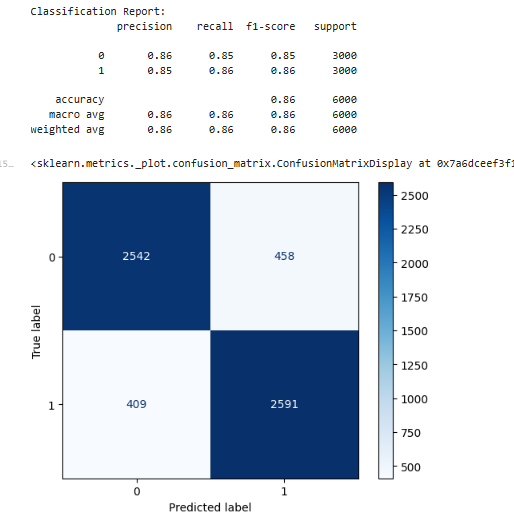 Classification Report:
precision recall f1-score support
0 0.86 0.85 0.85 3000
1 0.85 0.86 0.86 3000
accuracy 0.86 6000
macro avg 0.86 0.86 0.86 6000
weighted avg 0.86 0.86 0.86 6000
<sklearn.metrics._plot.confusion_matrix.ConfusionMatrixDisplay at 0x7a6dceef3f1
2500
2250
2000
1750
1500
1250
1000
750
500
True label
0 2542 458
1 409 2591
0 1
Predicted label